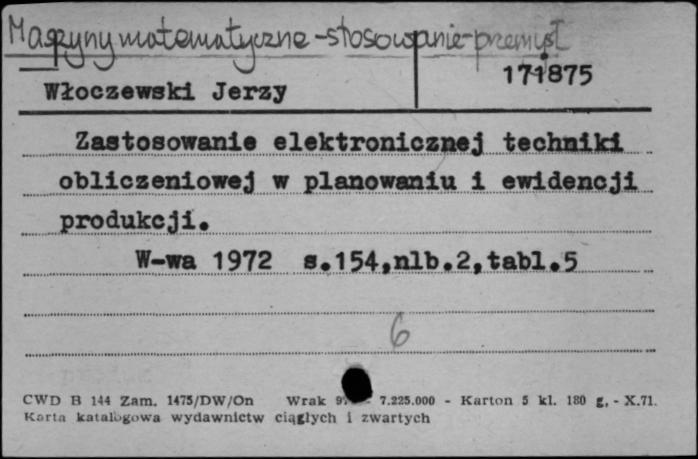 Maszyny matematyczne-stosowanie-przemysł
171875
Włoczewski Jerzy
Zastosowanie elektronicznej techniki
obliczeniowej w planowaniu i ewidencji
produkcji.
W-wa 1972 s.154,nlb.2,tabl.5
6
CWD B 144 Zam. 1475/DW/On Wrak - 7.225.000 - Karton 5 kl. 180 g, - X.71.
Karta katalogowa wydawnictw ciągłych i zwartych